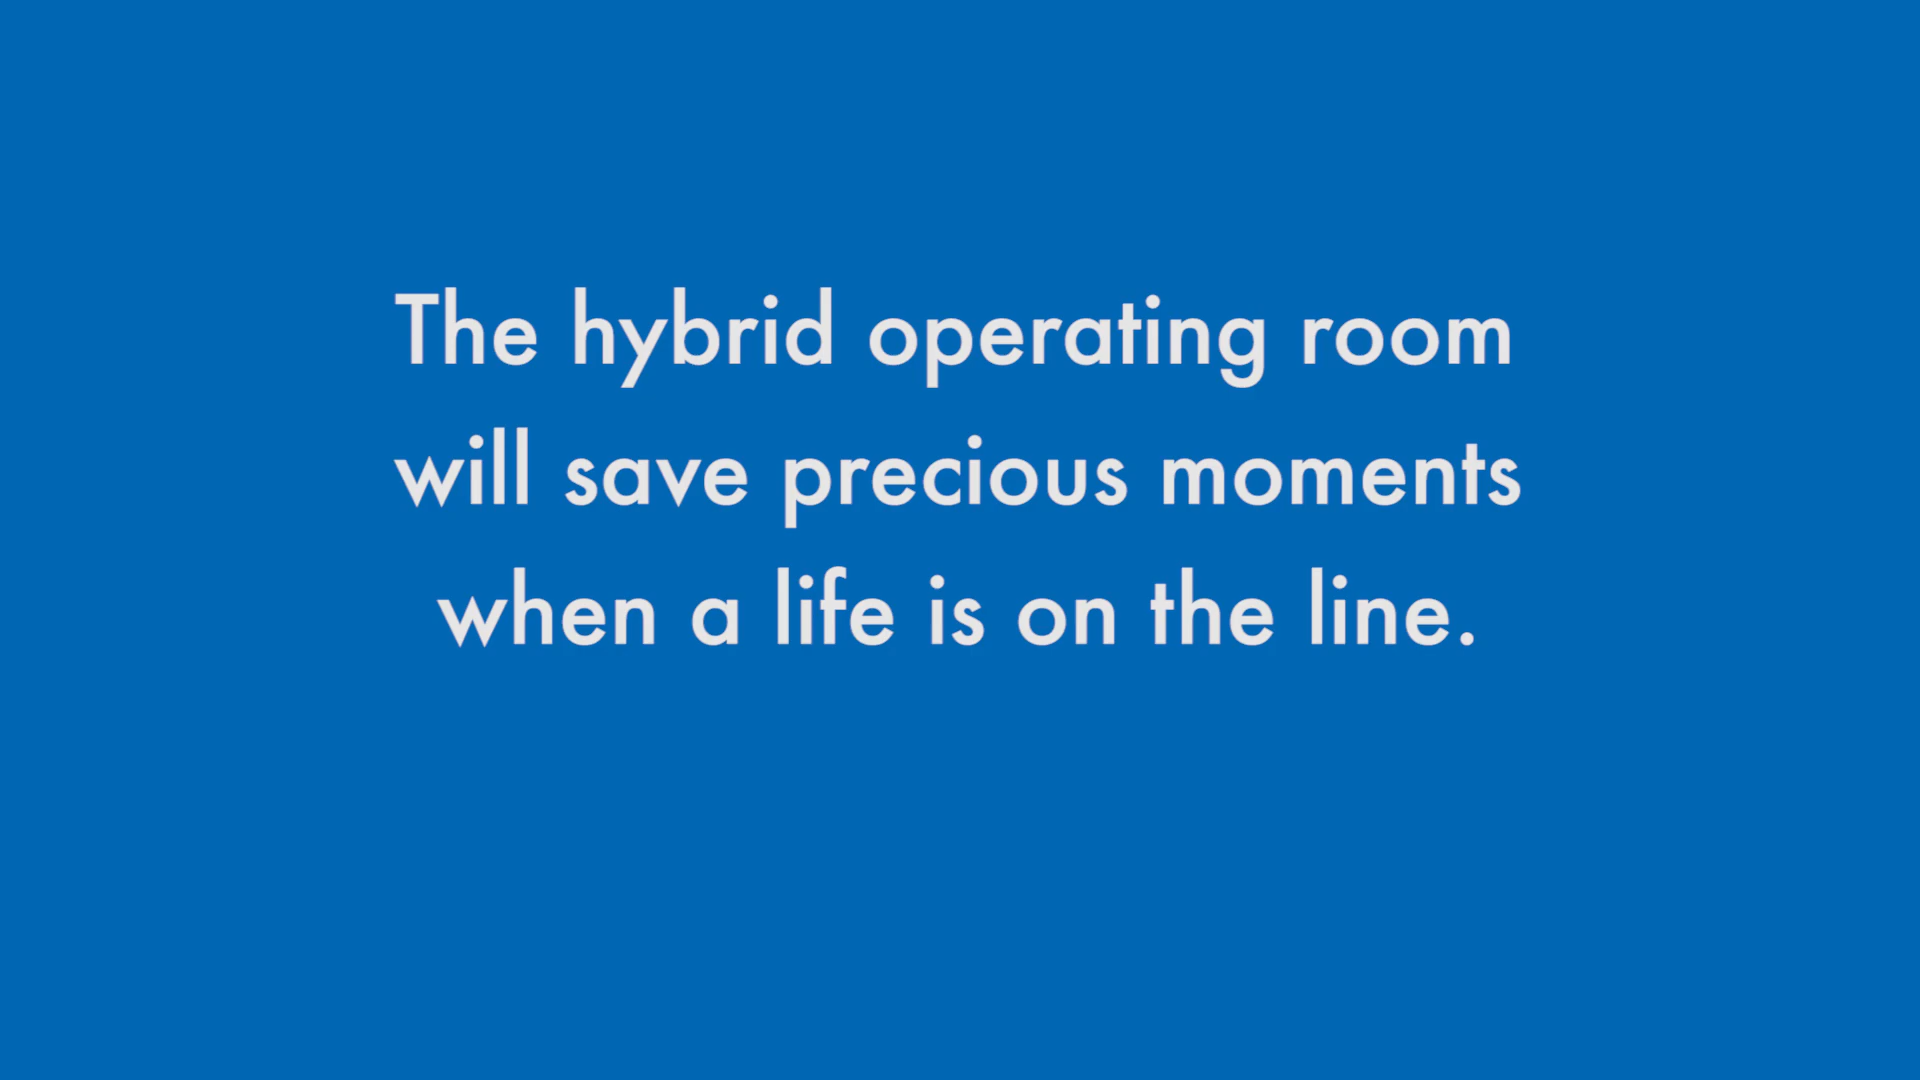 The hybrid operating room
will save precious moments
when a life is on the line.